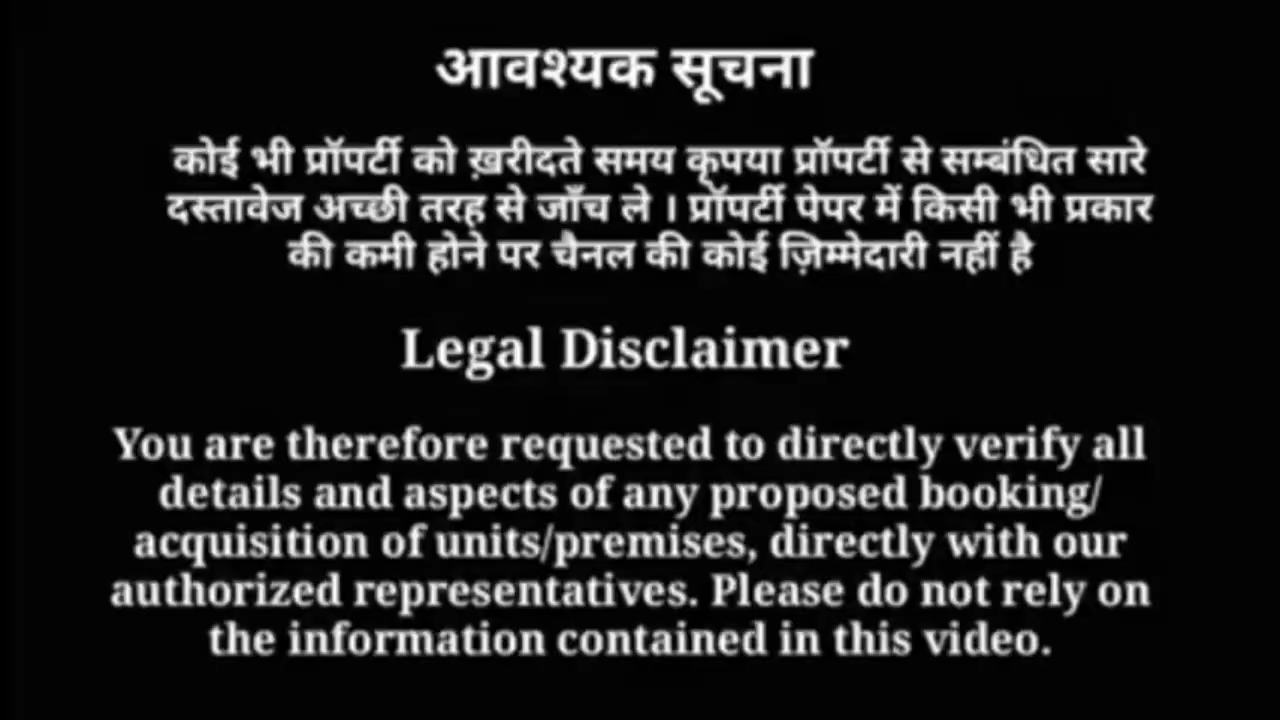 आवश्यक सूचना
कोई भी प्रॉपर्टी को ख़रीदते समय कृपया प्रॉपर्टी से सम्बंधित सारे
दस्तावेज अच्छी तरह से जाँच ले । प्रॉपर्टी पेपर में किसी भी प्रकार
की कमी होने पर चैनल की कोई ज़िम्मेदारी नहीं है
Legal Disclaimer
You are therefore requested to directly verify all
details and aspects of any proposed booking/
acquisition of units/premises, directly with our
authorized representatives. Please do not rely on
the information contained in this video.